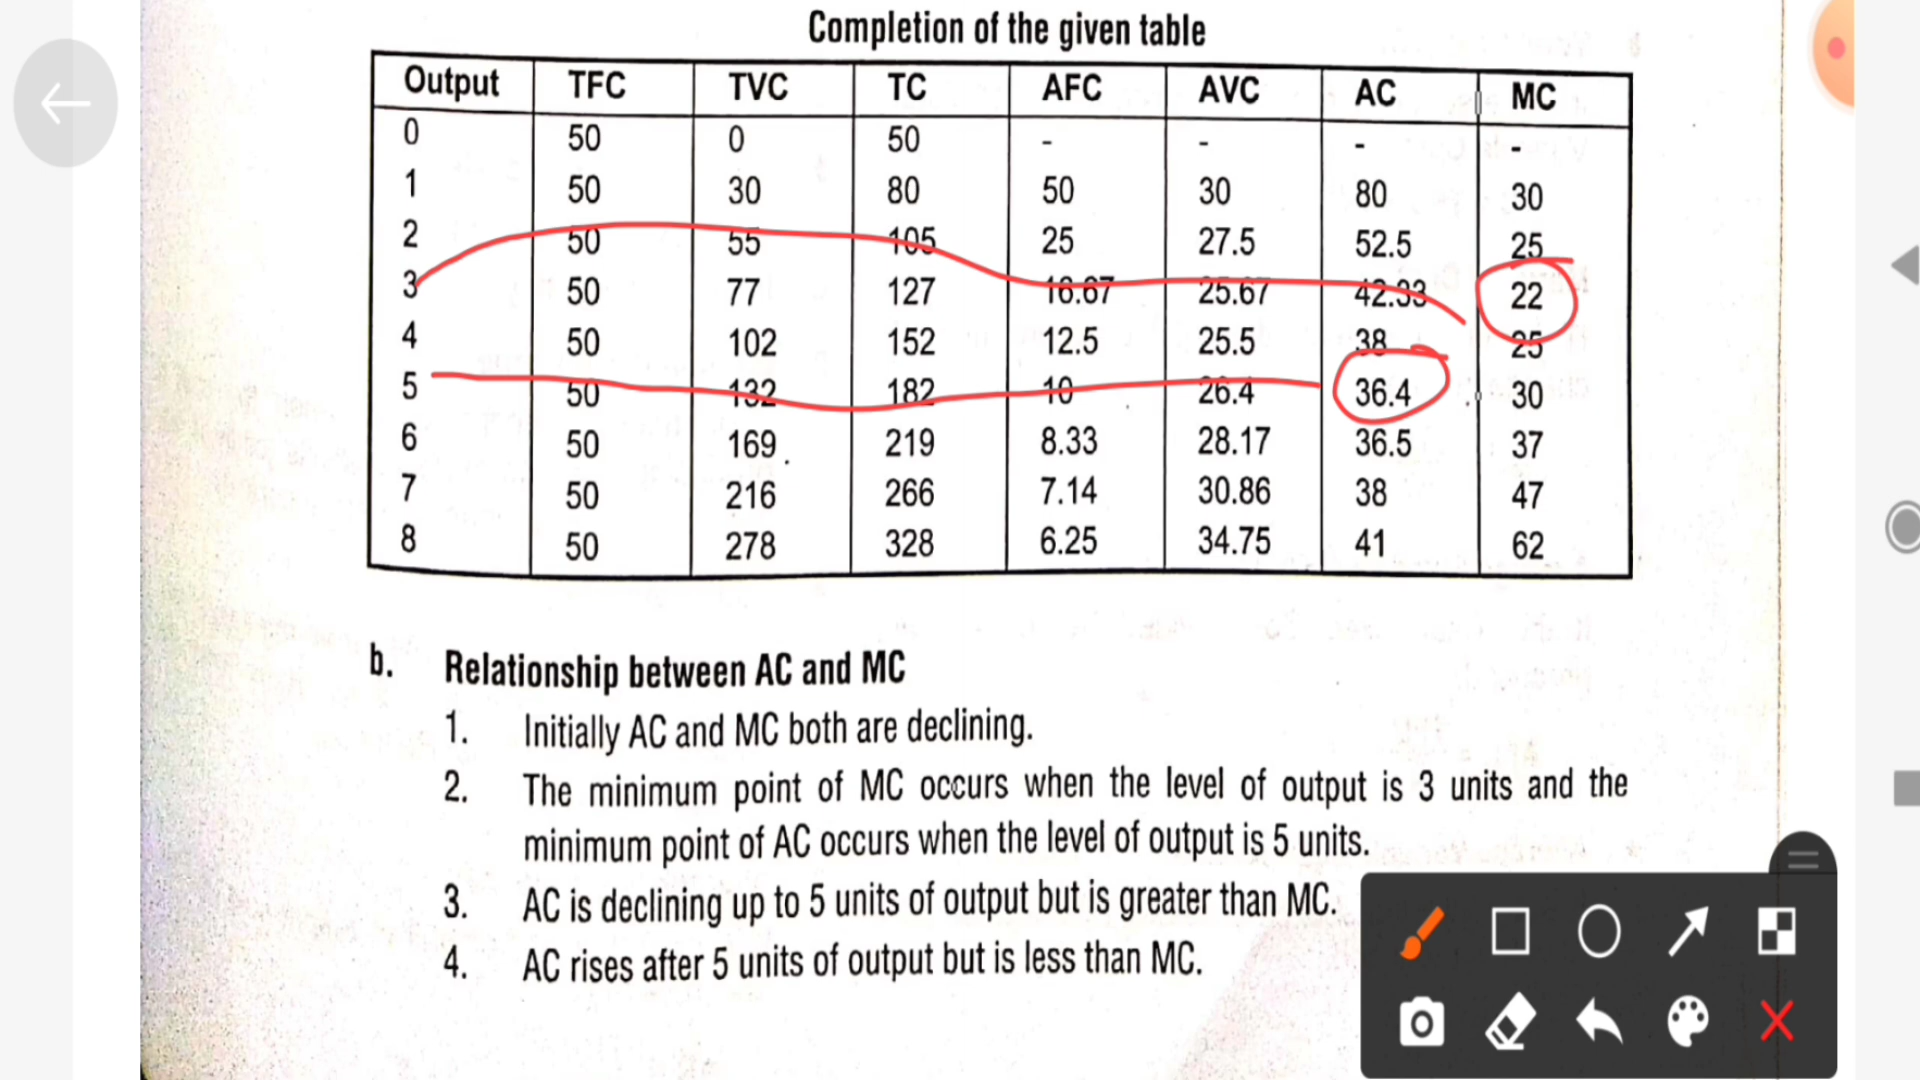 Completion of the given table
Output TFC TVC TC AFC AVC AC MC
0 50 0 50 - - - -
1 50 30 80 50 30 80 30
2 50 55 105 25 27.5 52.5 25
3 50 77 127 16.67 25.67 42.33 22
4 50 102 152 12.5 25.5 38 25
5 50 132 182 10 26.4 36.4 30
6 50 169 219 8.33 28.17 36.5 37
7 50 216 266 7.14 30.86 38 47
8 50 278 328 6.25 34.75 41 62
b. Relationship between AC and MC
1. Initially AC and MC both are declining.
2. The minimum point of MC occurs when the level of output is 3 units and the
minimum point of AC occurs when the level of output is 5 units.
3. AC is declining up to 5 units of output but is greater than MC.
4. AC rises after 5 units of output but is less than MC.